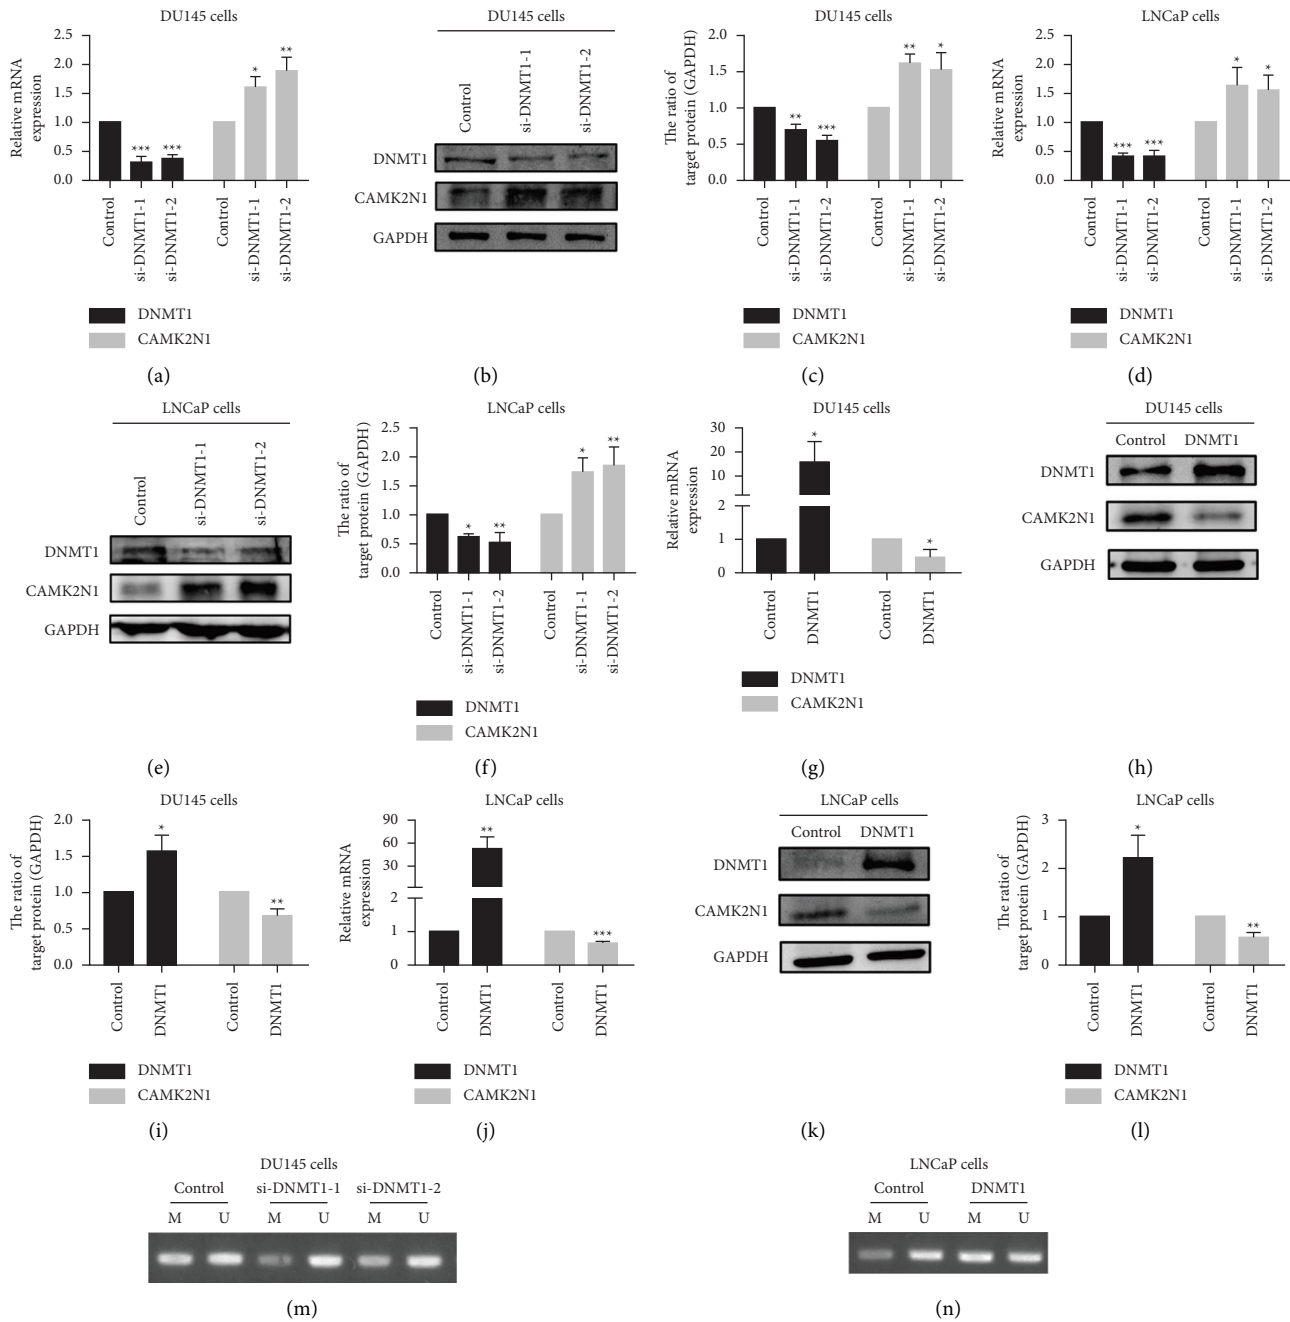 DU145 cells
Relative mRNA
expression
2.5
2.0
1.5
1.0
0.5
0.0
***
***
*
**
Control
si-DNMT1-1
si-DNMT1-2
Control
si-DNMT1-1
si-DNMT1-2
DNMT1
CAMK2N1
(a)
DU145 cells
Control
si-DNMT1-1
si-DNMT1-2
DNMT1
CAMK2N1
GAPDH
(b)
DU145 cells
The ratio of
target protein (GAPDH)
2.0
1.5
1.0
0.5
0.0
**
***
**
*
Control
si-DNMT1-1
si-DNMT1-2
Control
si-DNMT1-1
si-DNMT1-2
DNMT1
CAMK2N1
(c)
LNCaP cells
Relative mRNA
expression
2.5
2.0
1.5
1.0
0.5
0.0
***
***
*
*
Control
si-DNMT1-1
si-DNMT1-2
Control
si-DNMT1-1
si-DNMT1-2
DNMT1
CAMK2N1
(d)
LNCaP cells
Control
si-DNMT1-1
si-DNMT1-2
DNMT1
CAMK2N1
GAPDH
(e)
LNCaP cells
The ratio of
target protein (GAPDH)
2.5
2.0
1.5
1.0
0.5
0.0
*
**
*
**
Control
si-DNMT1-1
si-DNMT1-2
Control
si-DNMT1-1
si-DNMT1-2
DNMT1
CAMK2N1
(f)
DU145 cells
Relative mRNA
expression
30
20
10
2
1
0
*
*
Control
DNMT1
Control
DNMT1
DNMT1
CAMK2N1
(g)
DU145 cells
Control DNMT1
DNMT1
CAMK2N1
GAPDH
(h)
DU145 cells
The ratio of
target protein (GAPDH)
2.0
1.5
1.0
0.5
0.0
*
**
Control
DNMT1
Control
DNMT1
DNMT1
CAMK2N1
(i)
LNCaP cells
Relative mRNA
expression
90
60
30
2
1
0
**
***
Control
DNMT1
Control
DNMT1
DNMT1
CAMK2N1
(j)
LNCaP cells
Control DNMT1
DNMT1
CAMK2N1
GAPDH
(k)
LNCaP cells
The ratio of
target protein (GAPDH)
3
2
1
0
*
**
Control
DNMT1
Control
DNMT1
DNMT1
CAMK2N1
(l)
DU145 cells
Control si-DNMT1-1 si-DNMT1-2
M U M U M U
(m)
LNCaP cells
Control DNMT1
M U M U
(n)